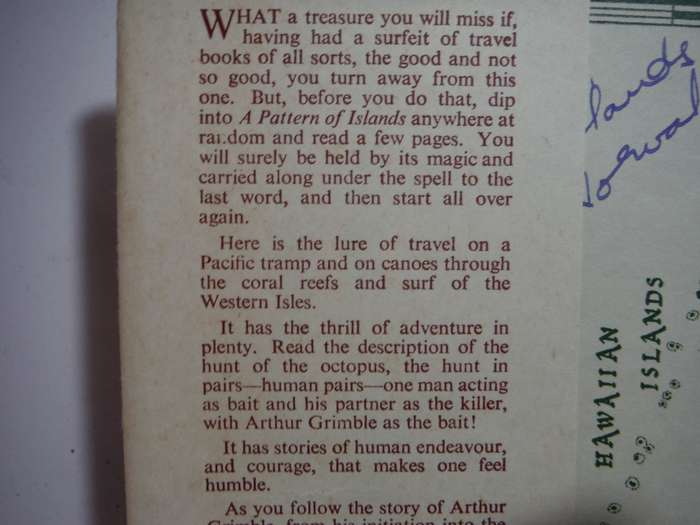 WHAT a treasure you will miss if,
having had a surfeit of travel
books of all sorts, the good and not
so good, you turn away from this
one. But, before you do that, dip
into A Pattern of Islands anywhere at
random and read a few pages. You
will surely be held by its magic and
carried along under the spell to the
last word, and then start all over
again.
Here is the lure of travel on a
Pacific tramp and on canoes through
the coral reefs and surf of the
Western Isles.
It has the thrill of adventure in
plenty. Read the description of the
hunt of the octopus, the hunt in
pairs—human pairs—one man acting
as bait and his partner as the killer,
with Arthur Grimble as the bait!
It has stories of human endeavour,
and courage, that makes one feel
humble.
As you follow the story of Arthur
Grimble, from his initiation into the
lands
HAWAIIAN
ISLANDS